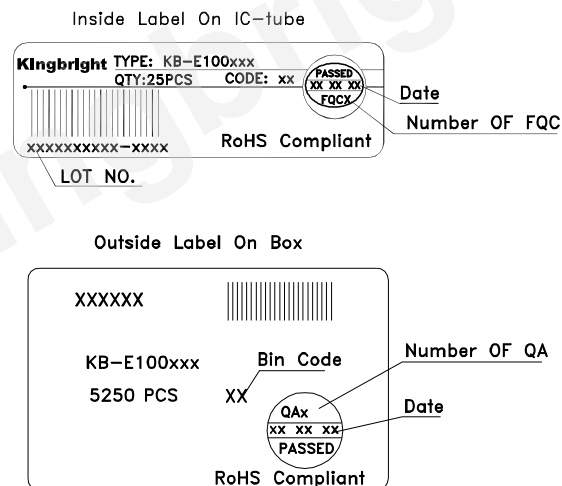 Inside Label On IC-tube
Kingbright TYPE: KB-E100xxx
QTY:25PCS CODE: xx
PASSED
xx xx xx
FQCX
Date
Number OF FQC
RoHS Compliant
xxxxxxxxxx-xxxx
LOT NO.
Outside Label On Box
XXXXXX
KB-E100xxx
Bin Code
Number OF QA
5250 PCS XX
QAx
Date
xx xx xx
PASSED
RoHS Compliant